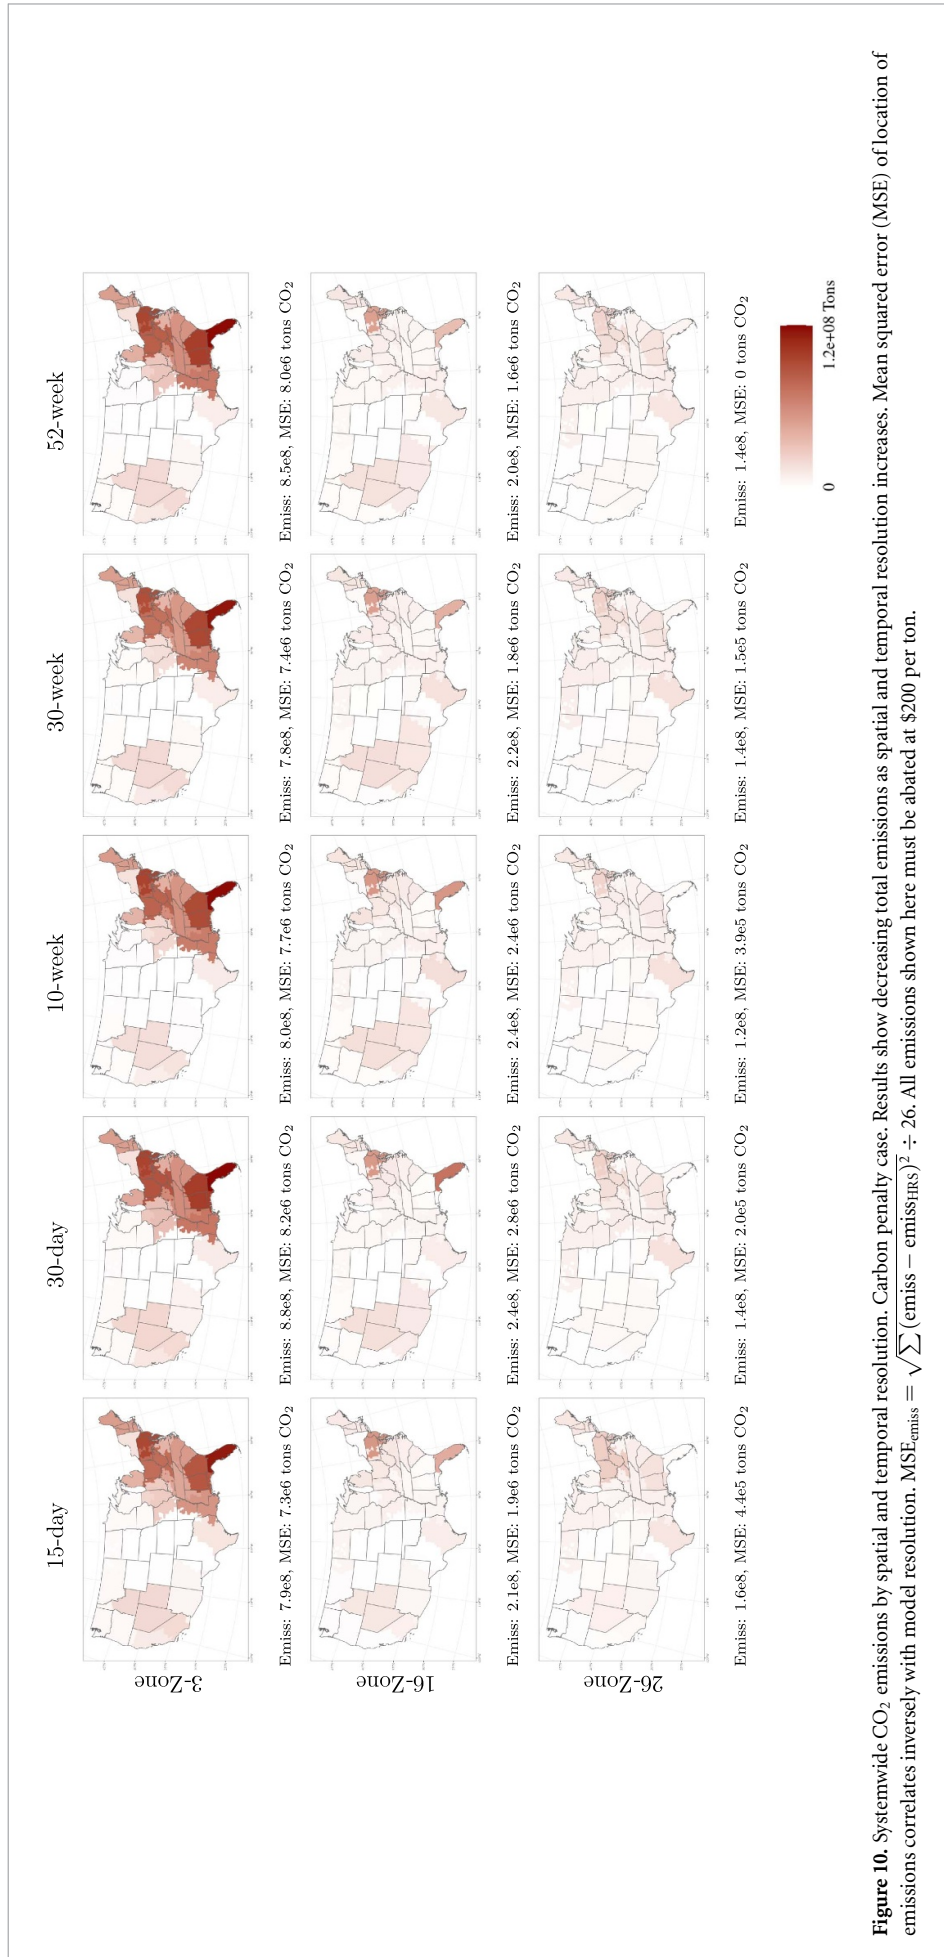 15-day 30-day 10-week 30-week 52-week
3-Zone
Emiss: 7.9e8, MSE: 7.3e6 tons CO₂ Emiss: 8.8e8, MSE: 8.2e6 tons CO₂ Emiss: 8.0e8, MSE: 7.7e6 tons CO₂ Emiss: 7.8e8, MSE: 7.4e6 tons CO₂ Emiss: 8.5e8, MSE: 8.0e6 tons CO₂
16-Zone
Emiss: 2.1e8, MSE: 1.9e6 tons CO₂ Emiss: 2.4e8, MSE: 2.8e6 tons CO₂ Emiss: 2.4e8, MSE: 2.4e6 tons CO₂ Emiss: 2.2e8, MSE: 1.8e6 tons CO₂ Emiss: 2.0e8, MSE: 1.6e6 tons CO₂
26-Zone
Emiss: 1.6e8, MSE: 4.4e5 tons CO₂ Emiss: 1.4e8, MSE: 2.0e5 tons CO₂ Emiss: 1.2e8, MSE: 3.9e5 tons CO₂ Emiss: 1.4e8, MSE: 1.5e5 tons CO₂ Emiss: 1.4e8, MSE: 0 tons CO₂
0 1.2e+08 Tons
Figure 10. Systemwide CO₂ emissions by spatial and temporal resolution. Carbon penalty case. Results show decreasing total emissions as spatial and temporal resolution increases. Mean squared error (MSE) of location of
emissions correlates inversely with model resolution. MSEₑₘᵢₛₛ = √∑(emiss − emiss_HRS)² ÷ 26. All emissions shown here must be abated at $200 per ton.